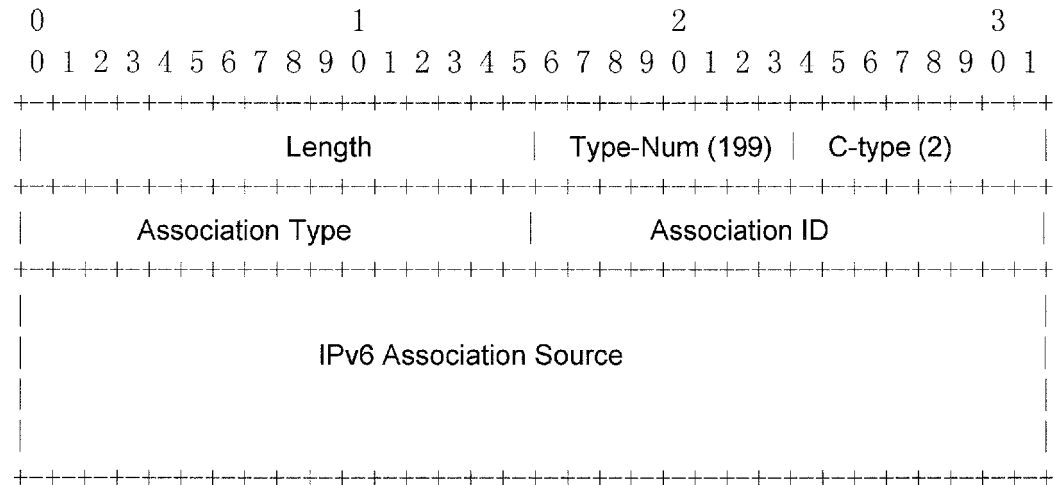 0 1 2 3
0 1 2 3 4 5 6 7 8 9 0 1 2 3 4 5 6 7 8 9 0 1 2 3 4 5 6 7 8 9 0 1
+-+-+-+-+-+-+-+-+-+-+-+-+-+-+-+-+-+-+-+-+-+-+-+-+-+-+-+-+-+-+-+-+
| Length | Type-Num (199) | C-type (2) |
+-+-+-+-+-+-+-+-+-+-+-+-+-+-+-+-+-+-+-+-+-+-+-+-+-+-+-+-+-+-+-+-+
| Association Type | Association ID |
+-+-+-+-+-+-+-+-+-+-+-+-+-+-+-+-+-+-+-+-+-+-+-+-+-+-+-+-+-+-+-+-+
| IPv6 Association Source |
+-+-+-+-+-+-+-+-+-+-+-+-+-+-+-+-+-+-+-+-+-+-+-+-+-+-+-+-+-+-+-+-+